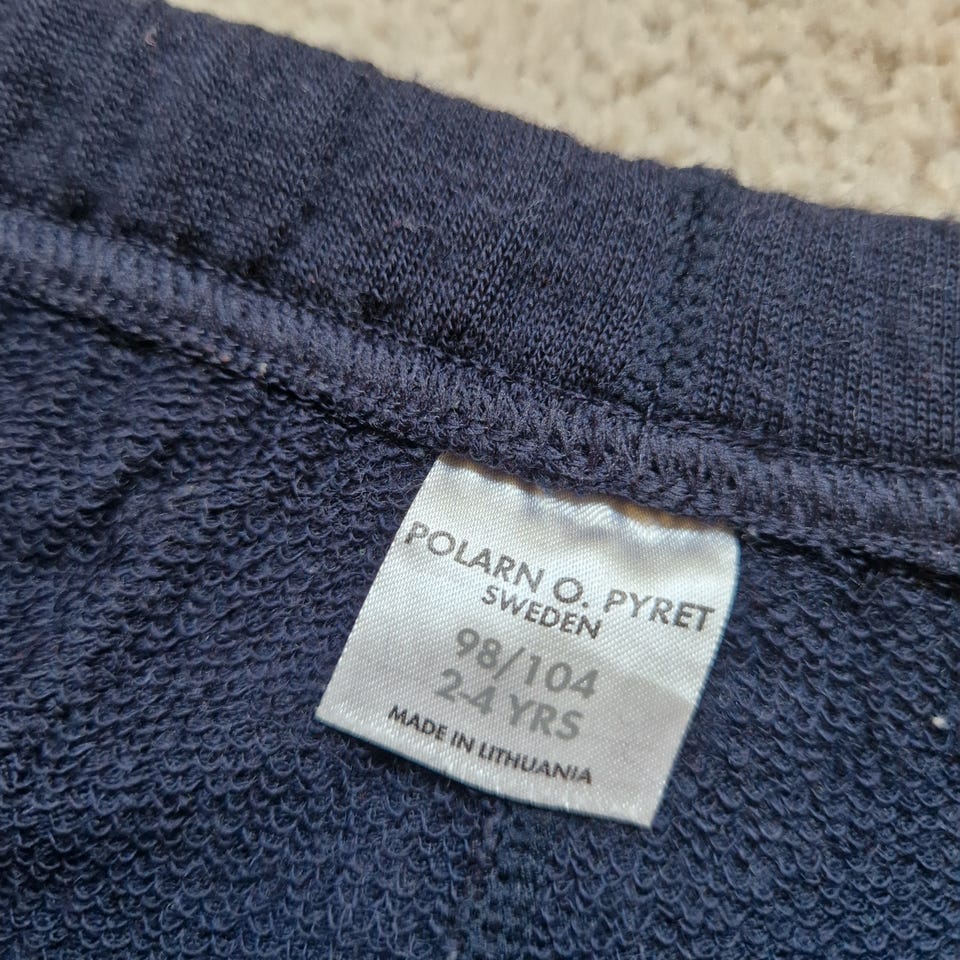 POLARN O. PYRET
SWEDEN
98/104
2-4 YRS
MADE IN LITHUANIA